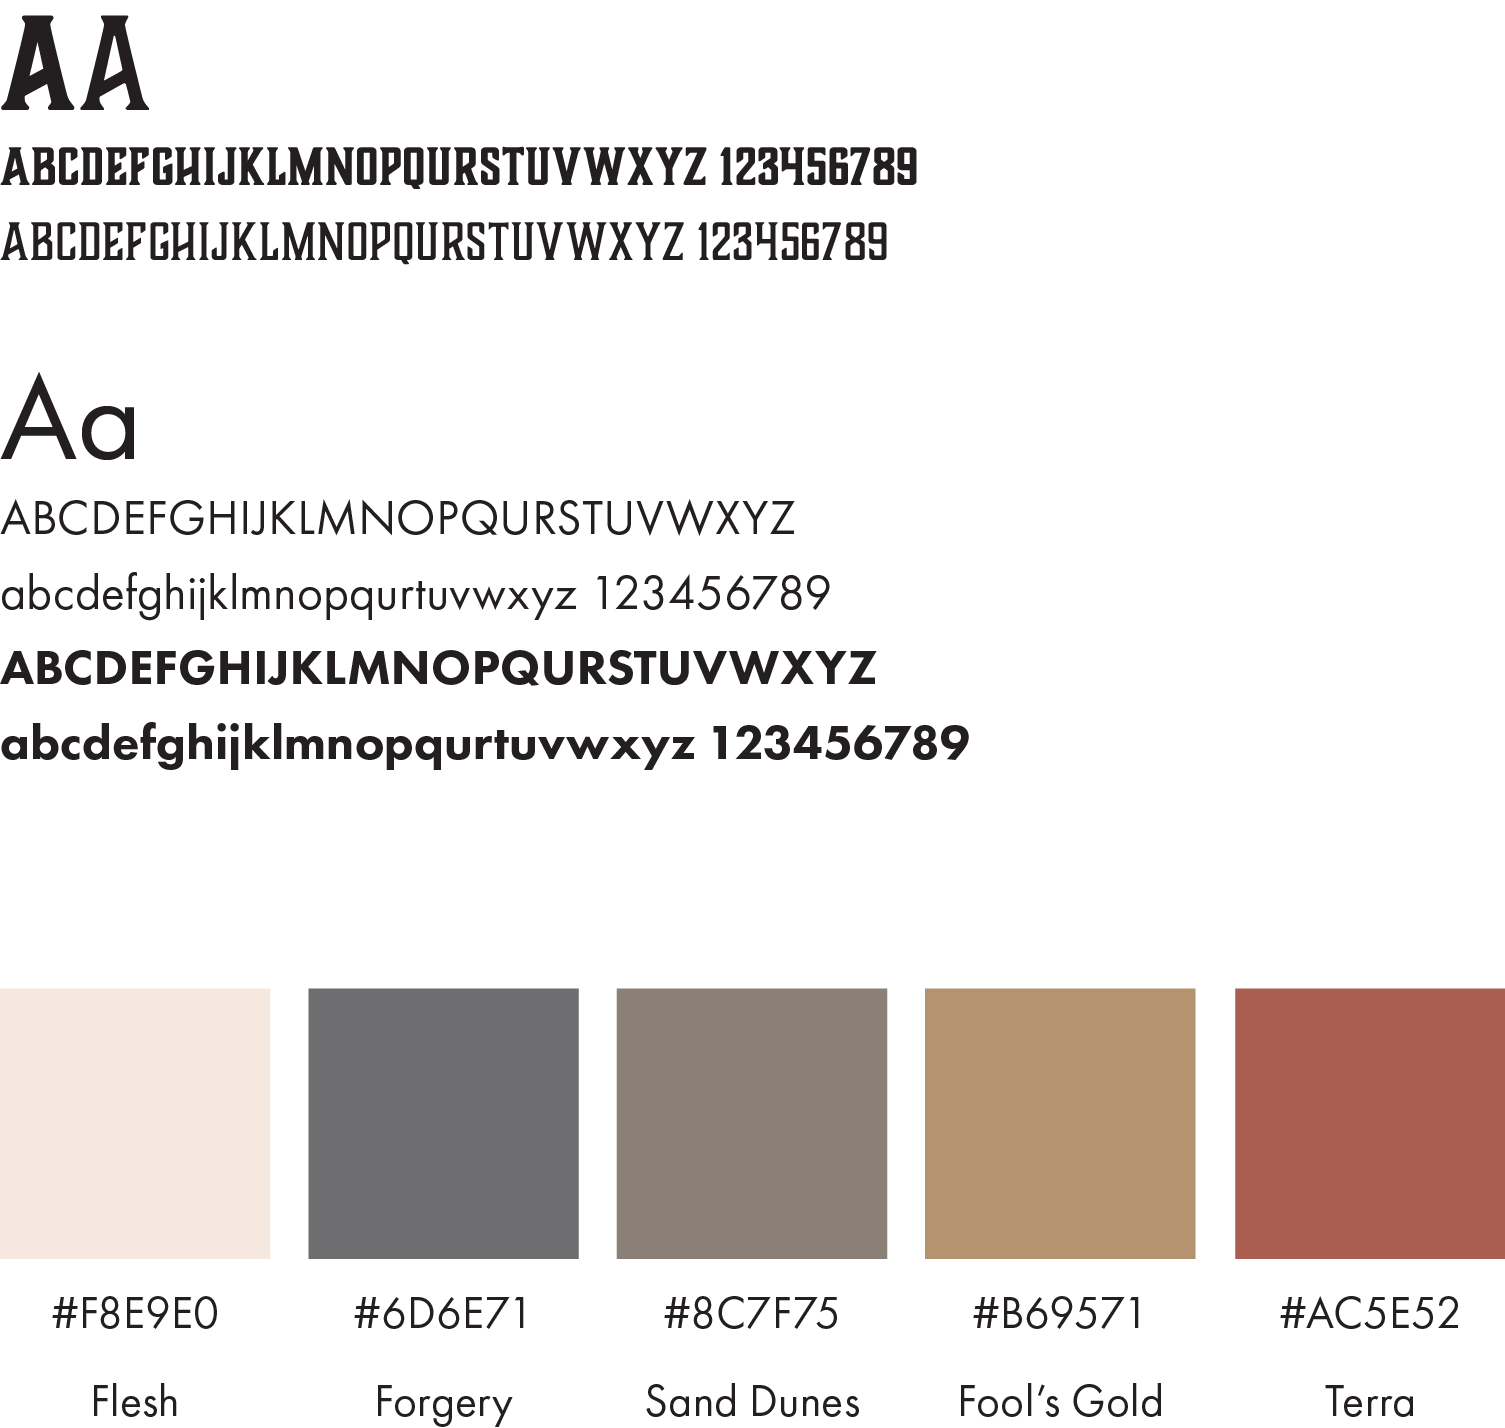 AA
ABCDEFGHIJKLMNOPQURSTUVWXYZ 123456789
ABCDEFGHIJKLMNOPQURSTUVWXYZ 123456789
Aa
ABCDEFGHIJKLMNOPQURSTUVWXYZ
abcdefghijklmnopqurtuvwxyz 123456789
ABCDEFGHIJKLMNOPQURSTUVWXYZ
abcdefghijklmnopqurtuvwxyz 123456789
#F8E9E0 #6D6E71 #8C7F75 #B69571 #AC5E52
Flesh Forgery Sand Dunes Fool’s Gold Terra